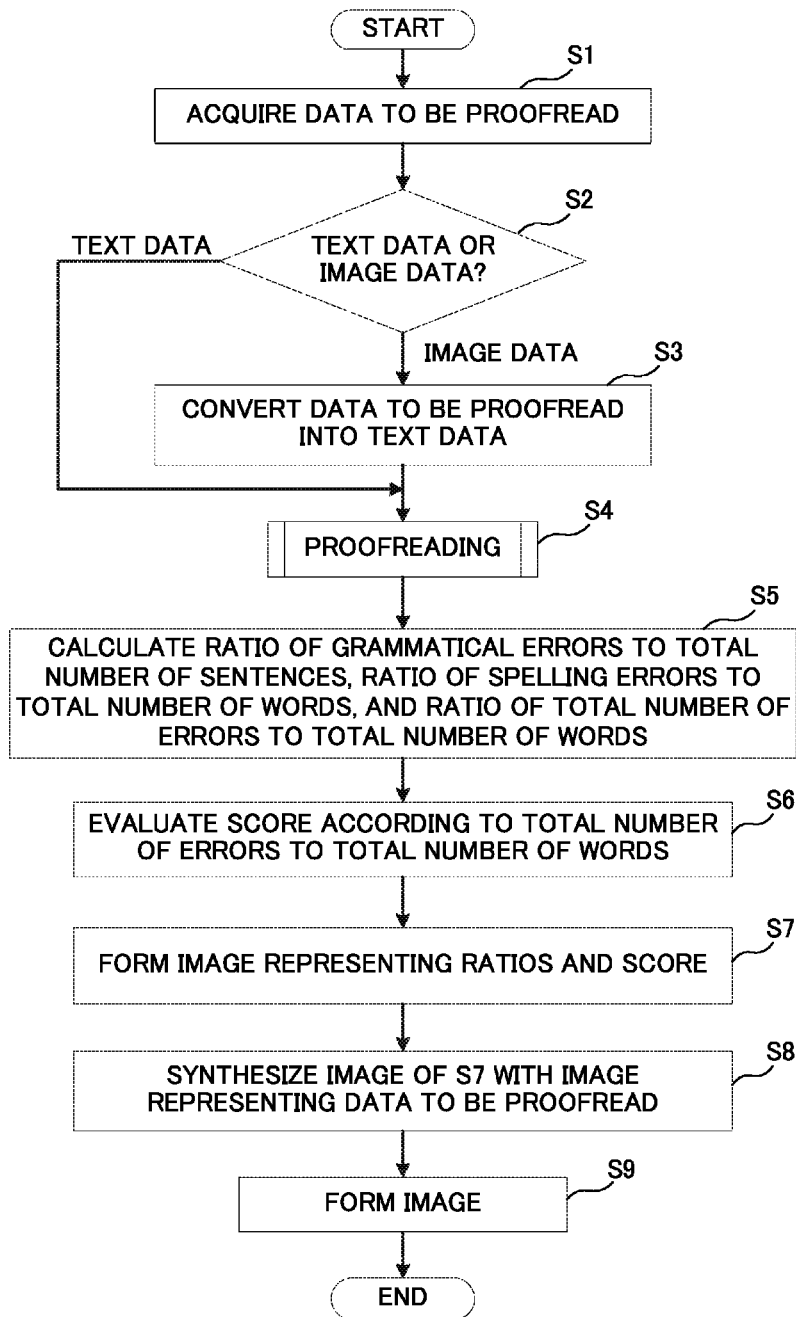 START
S1
ACQUIRE DATA TO BE PROOFREAD
S2
TEXT DATA
TEXT DATA OR
IMAGE DATA?
IMAGE DATA
S3
CONVERT DATA TO BE PROOFREAD
INTO TEXT DATA
S4
PROOFREADING
S5
CALCULATE RATIO OF GRAMMATICAL ERRORS TO TOTAL
NUMBER OF SENTENCES, RATIO OF SPELLING ERRORS TO
TOTAL NUMBER OF WORDS, AND RATIO OF TOTAL NUMBER OF
ERRORS TO TOTAL NUMBER OF WORDS
S6
EVALUATE SCORE ACCORDING TO TOTAL NUMBER
OF ERRORS TO TOTAL NUMBER OF WORDS
S7
FORM IMAGE REPRESENTING RATIOS AND SCORE
S8
SYNTHESIZE IMAGE OF S7 WITH IMAGE
REPRESENTING DATA TO BE PROOFREAD
S9
FORM IMAGE
END